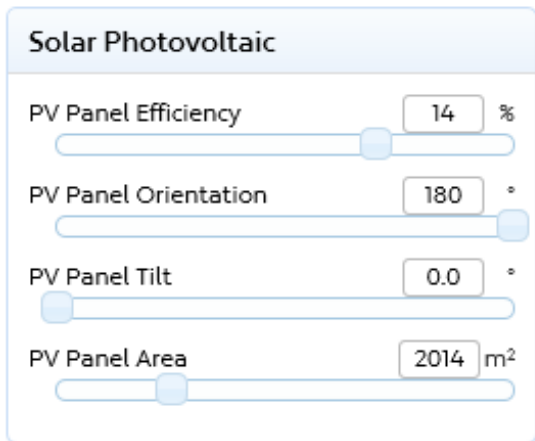 Solar Photovoltaic
PV Panel Efficiency 14 %
PV Panel Orientation 180 °
PV Panel Tilt 0.0 °
PV Panel Area 2014 m²